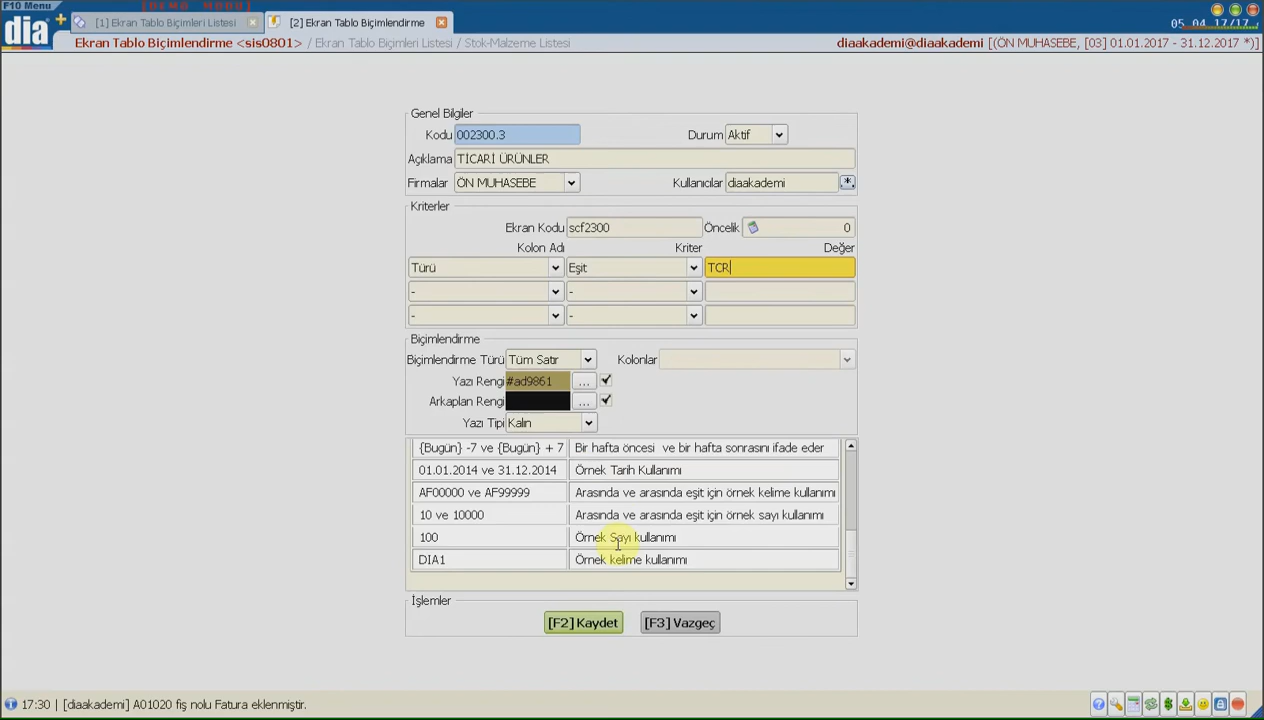 F10 Menu
[DEMO MODU]
dia
[1] Ekran Tablo Biçimleri Listesi
[2] Ekran Tablo Biçimlendirme
05 04 17/17
Ekran Tablo Biçimlendirme <sis0801> / Ekran Tablo Biçimleri Listesi / Stok-Malzeme Listesi
diaakademi@diaakademi [(ÖN MUHASEBE, [03] 01.01.2017 - 31.12.2017 *)]
Genel Bilgiler
Kodu 002300.3 Durum Aktif
Açıklama TİCARİ ÜRÜNLER
Firmalar ÖN MUHASEBE Kullanıcılar diaakademi
Kriterler
Ekran Kodu scf2300 Öncelik 0
Kolon Adı Kriter Değer
Türü Eşit TCR
- -
- -
Biçimlendirme
Biçimlendirme Türü Tüm Satır Kolonlar
Yazı Rengi #ad9861 ...
Arkaplan Rengi ...
Yazı Tipi Kalın
{Bugün} -7 ve {Bugün} + 7 Bir hafta öncesi ve bir hafta sonrasını ifade eder
01.01.2014 ve 31.12.2014 Örnek Tarih Kullanımı
AF00000 ve AF99999 Arasında ve arasında eşit için örnek kelime kullanımı
10 ve 10000 Arasında ve arasında eşit için örnek sayı kullanımı
100 Örnek Sayı kullanımı
DIA1 Örnek kelime kullanımı
İşlemler
[F2] Kaydet [F3] Vazgeç
17:30 | [diaakademi] A01020 fiş nolu Fatura eklenmiştir.